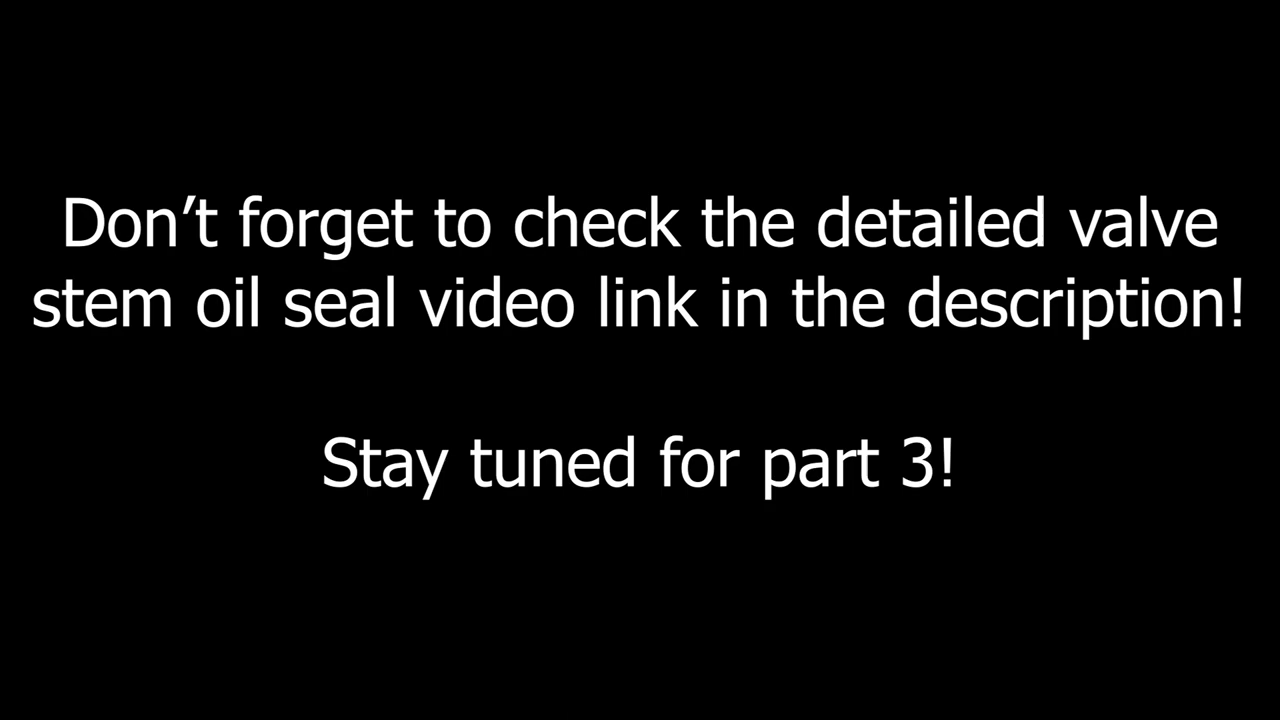 Don’t forget to check the detailed valve
stem oil seal video link in the description!
Stay tuned for part 3!